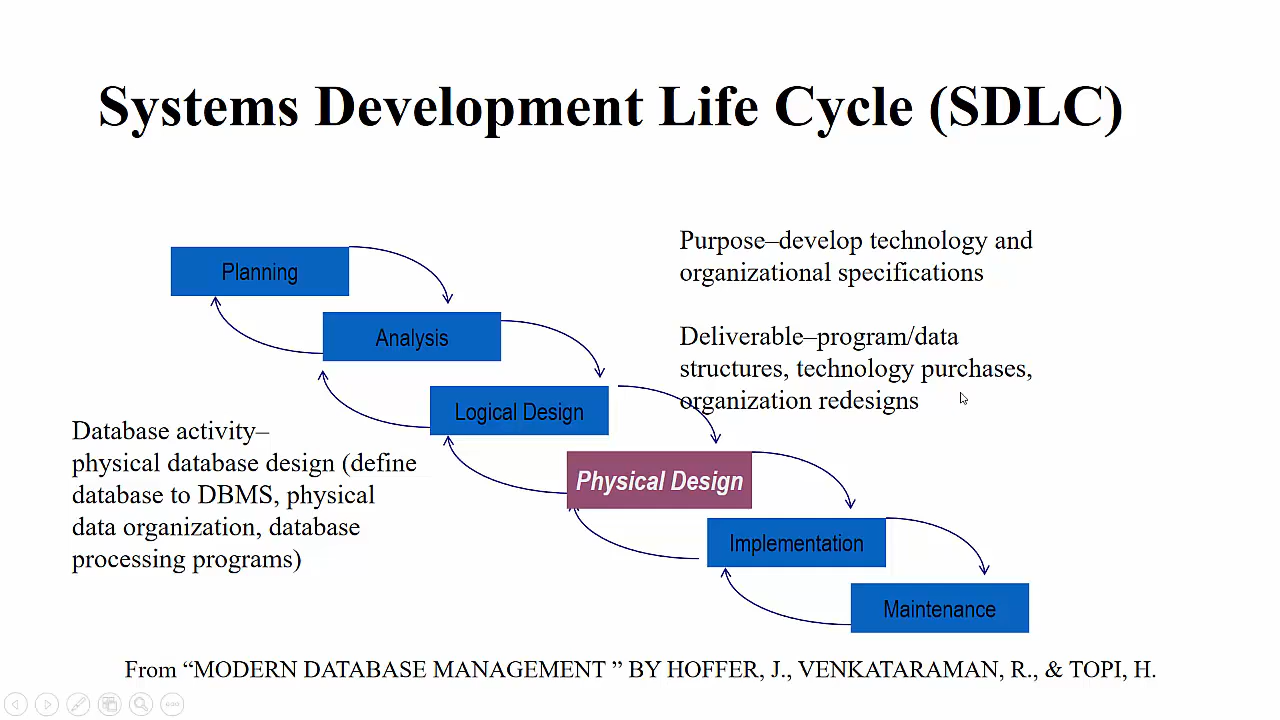 Systems Development Life Cycle (SDLC)
Purpose–develop technology and
organizational specifications
Planning
Analysis
Deliverable–program/data
structures, technology purchases,
organization redesigns
Logical Design
Database activity–
physical database design (define
database to DBMS, physical
data organization, database
processing programs)
Physical Design
Implementation
Maintenance
From “MODERN DATABASE MANAGEMENT ” BY HOFFER, J., VENKATARAMAN, R., & TOPI, H.